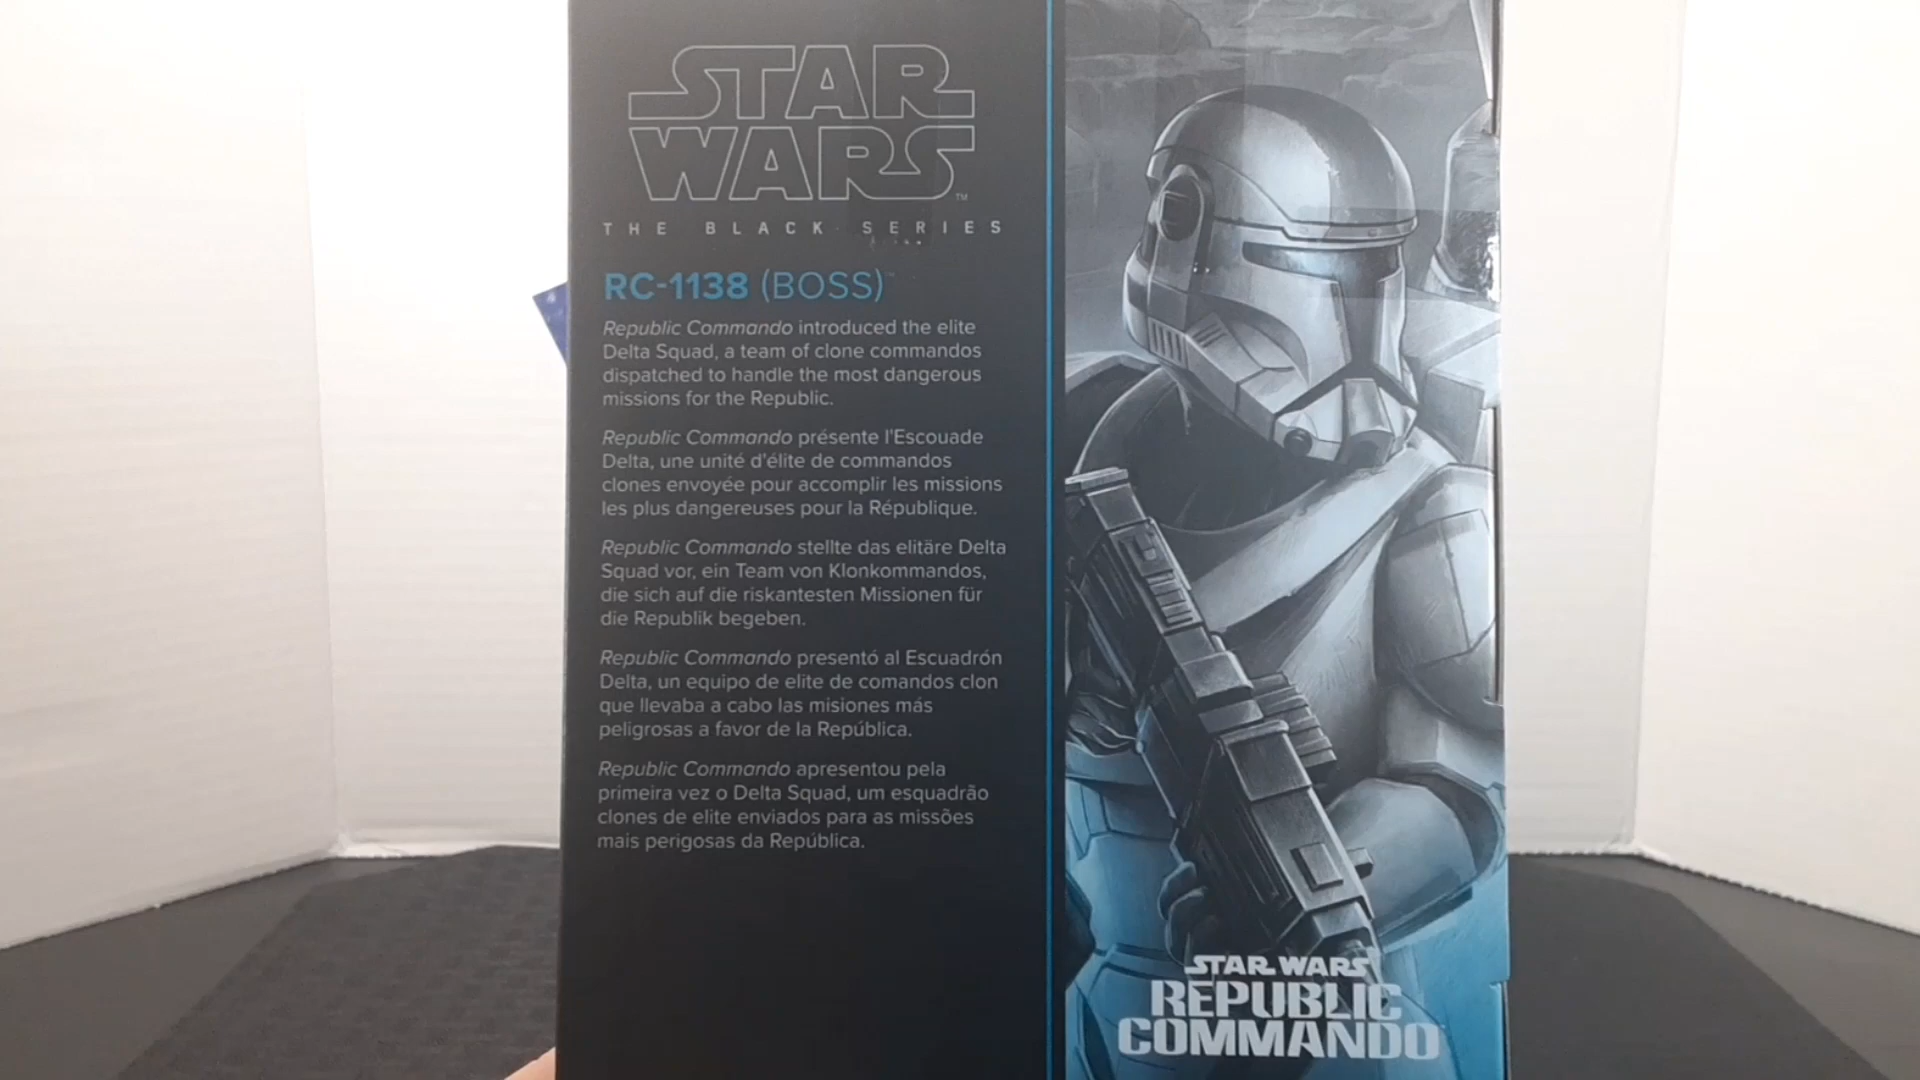 STAR
WARS™
THE BLACK SERIES
RC-1138 (BOSS)™
Republic Commando introduced the elite
Delta Squad, a team of clone commandos
dispatched to handle the most dangerous
missions for the Republic.
Republic Commando présente l'Escouade
Delta, une unité d'élite de commandos
clones envoyée pour accomplir les missions
les plus dangereuses pour la République.
Republic Commando stellte das elitäre Delta
Squad vor, ein Team von Klonkommandos,
die sich auf die riskantesten Missionen für
die Republik begeben.
Republic Commando presentó al Escuadrón
Delta, un equipo de elite de comandos clon
que llevaba a cabo las misiones más
peligrosas a favor de la República.
Republic Commando apresentou pela
primeira vez o Delta Squad, um esquadrão
clones de elite enviados para as missões
mais perigosas da República.
STAR WARS
REPUBLIC
COMMANDO